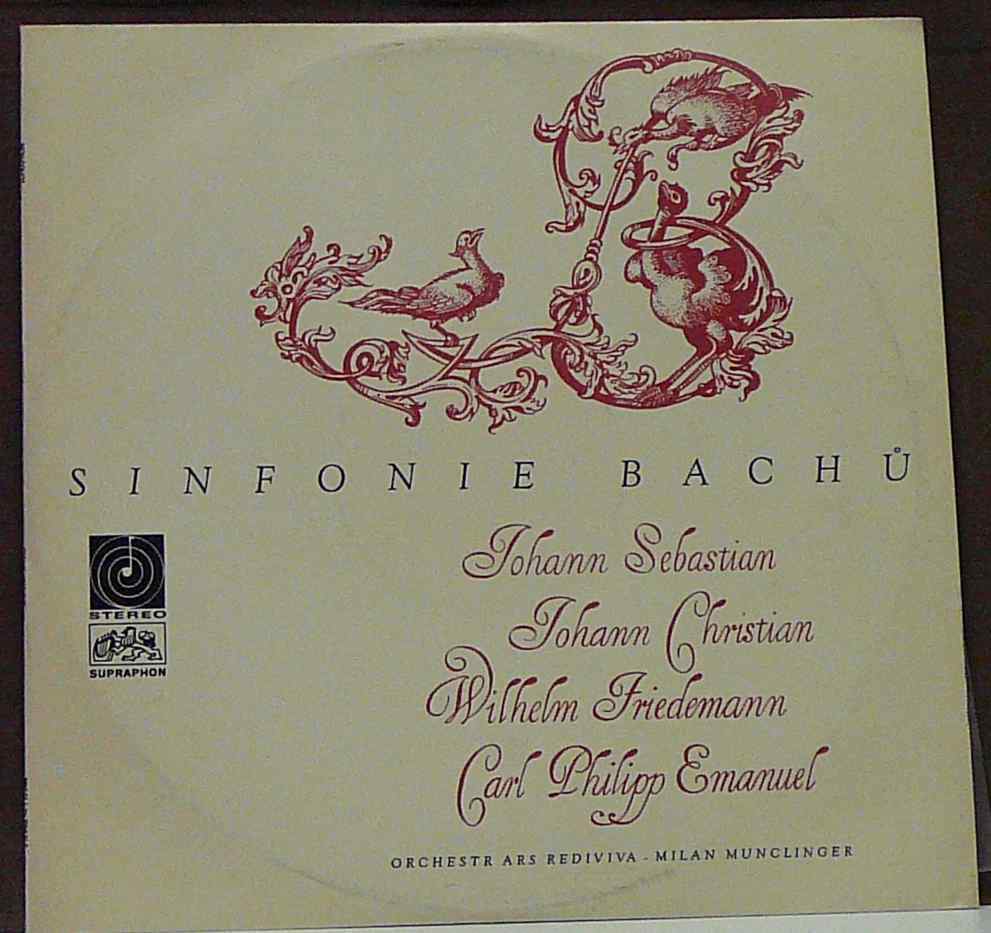 SINFONIE BACHŮ
Johann Sebastian
Johann Christian
Wilhelm Friedemann
Carl Philipp Emanuel
STEREO
SUPRAPHON
ORCHESTR ARS REDIVIVA - MILAN MUNCLINGER